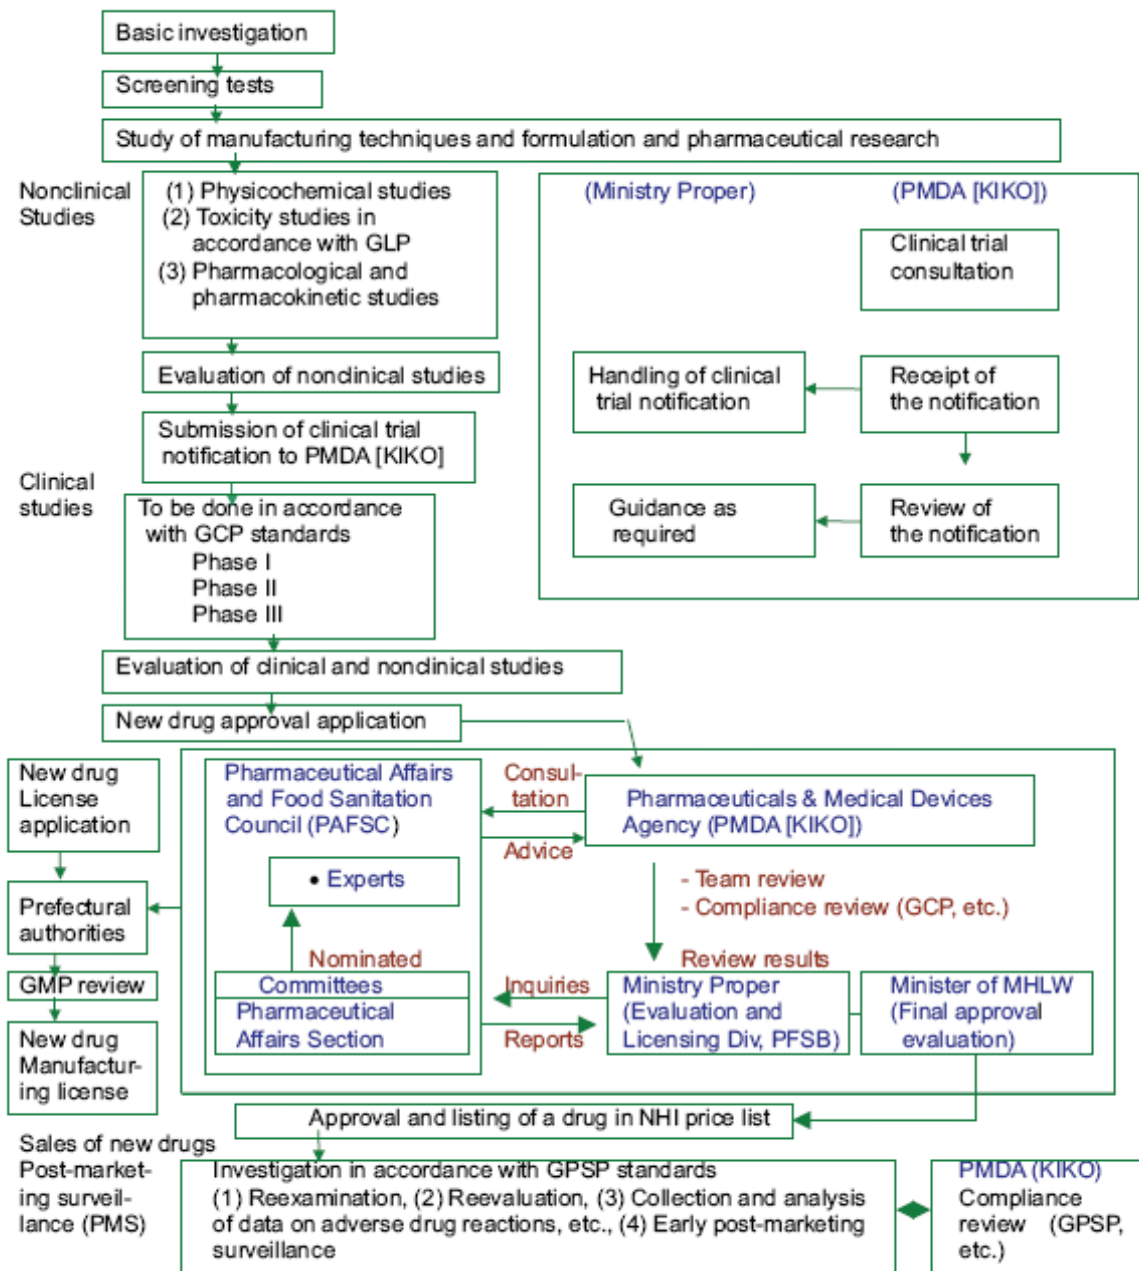 Basic investigation
Screening tests
Study of manufacturing techniques and formulation and pharmaceutical research
Nonclinical
Studies
(1) Physicochemical studies
(2) Toxicity studies in
accordance with GLP
(3) Pharmacological and
pharmacokinetic studies
(Ministry Proper)
(PMDA [KIKO])
Clinical trial
consultation
Evaluation of nonclinical studies
Handling of clinical
trial notification
Receipt of
the notification
Submission of clinical trial
notification to PMDA [KIKO]
Clinical
studies
To be done in accordance
with GCP standards
Phase I
Phase II
Phase III
Guidance as
required
Review of
the notification
Evaluation of clinical and nonclinical studies
New drug approval application
New drug
License
application
Pharmaceutical Affairs
and Food Sanitation
Council (PAFSC)
Consul-
tation
Advice
Pharmaceuticals & Medical Devices
Agency (PMDA [KIKO])
• Experts
- Team review
- Compliance review (GCP, etc.)
Prefectural
authorities
Nominated
Review results
GMP review
Committees
Pharmaceutical
Affairs Section
Inquiries
Reports
Ministry Proper
(Evaluation and
Licensing Div, PFSB)
Minister of MHLW
(Final approval
evaluation)
New drug
Manufactur-
ing license
Approval and listing of a drug in NHI price list
Sales of new drugs
Post-market-
ing surveil-
lance (PMS)
Investigation in accordance with GPSP standards
(1) Reexamination, (2) Reevaluation, (3) Collection and analysis
of data on adverse drug reactions, etc., (4) Early post-marketing
surveillance
PMDA (KIKO)
Compliance
review (GPSP,
etc.)